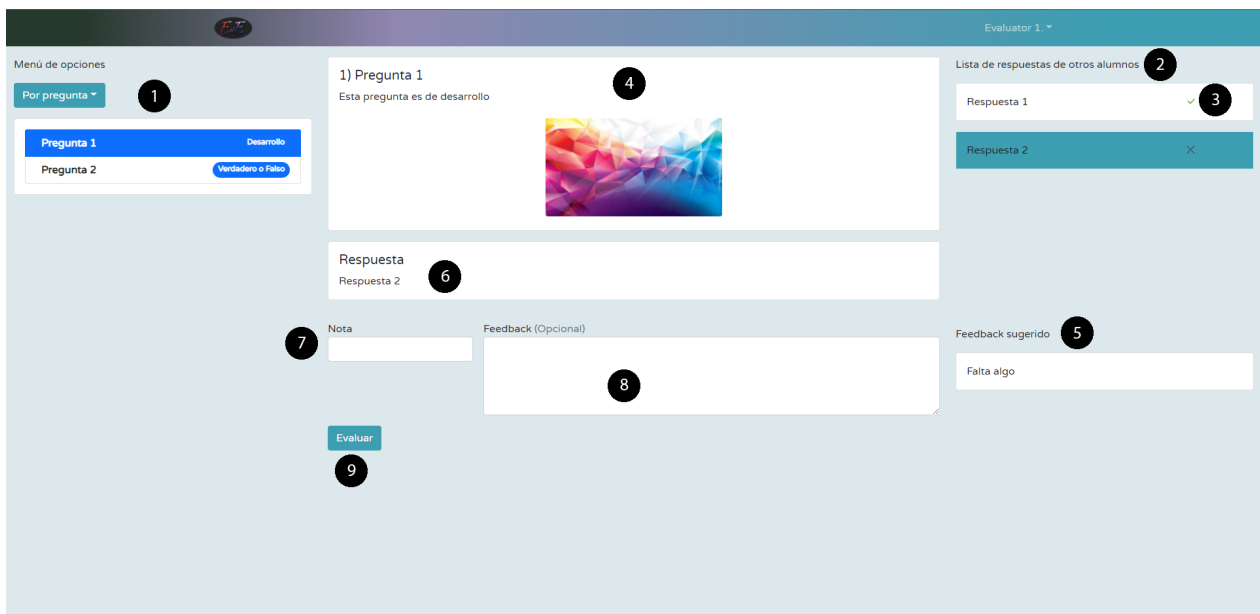 Evaluator 1.
Menú de opciones
Por pregunta
1
Pregunta 1 Desarrollo
Pregunta 2 Verdadero o Falso
1) Pregunta 1
4
Esta pregunta es de desarrollo
Respuesta
Respuesta 2
6
7
Nota
Feedback (Opcional)
8
Evaluar
9
Lista de respuestas de otros alumnos
2
Respuesta 1
3
Respuesta 2
Feedback sugerido
5
Falta algo